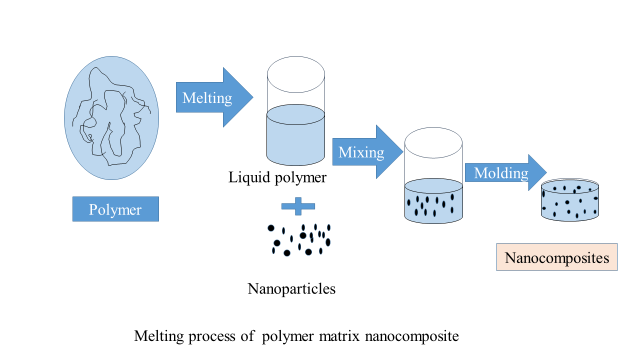 Melting
Mixing
Molding
Liquid polymer
Polymer
Nanoparticles
Nanocomposites
Melting process of polymer matrix nanocomposite